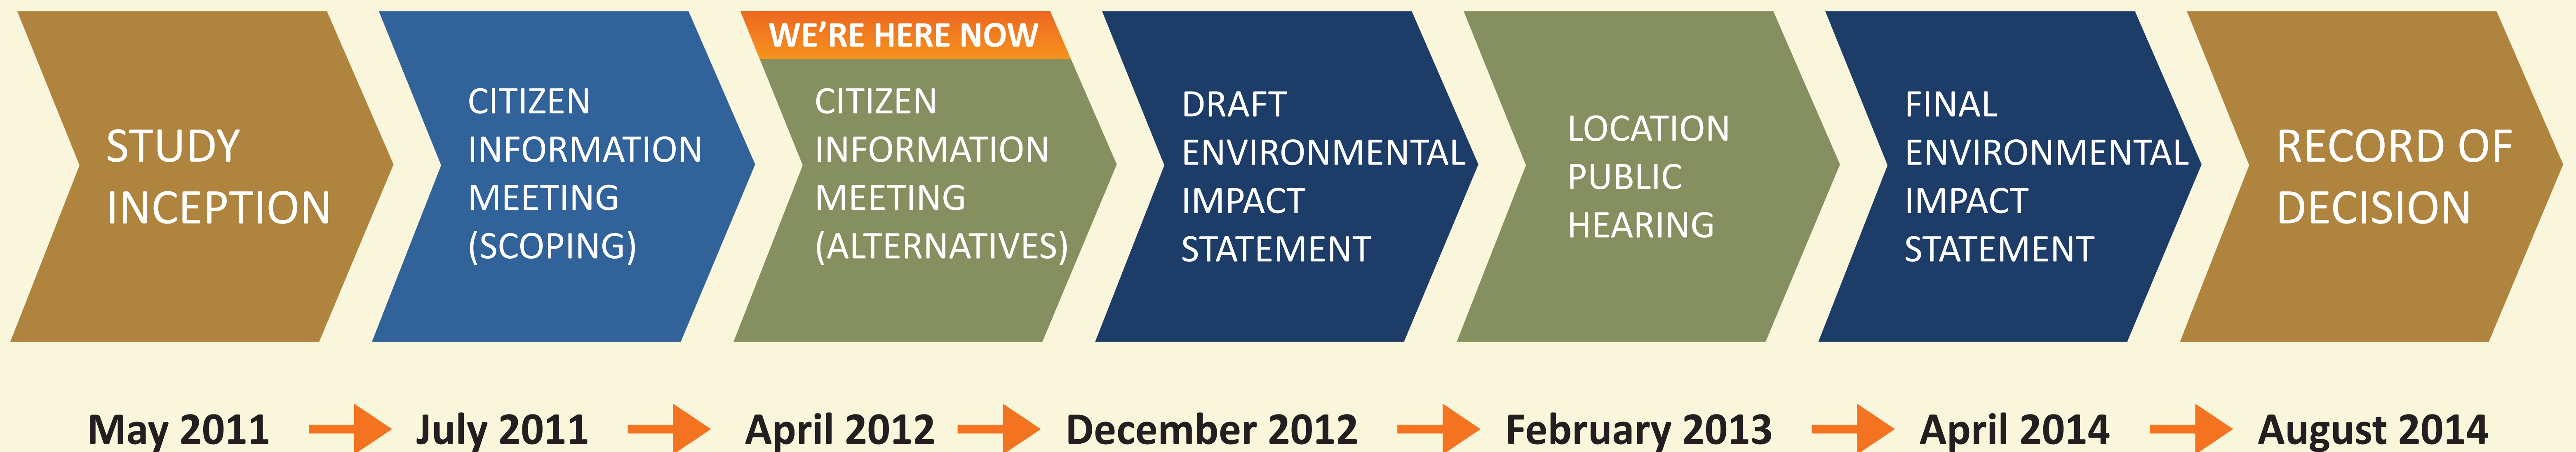 STUDY
INCEPTION
CITIZEN
INFORMATION
MEETING
(SCOPING)
WE’RE HERE NOW
CITIZEN
INFORMATION
MEETING
(ALTERNATIVES)
DRAFT
ENVIRONMENTAL
IMPACT
STATEMENT
LOCATION
PUBLIC
HEARING
FINAL
ENVIRONMENTAL
IMPACT
STATEMENT
RECORD OF
DECISION
May 2011
July 2011
April 2012
December 2012
February 2013
April 2014
August 2014